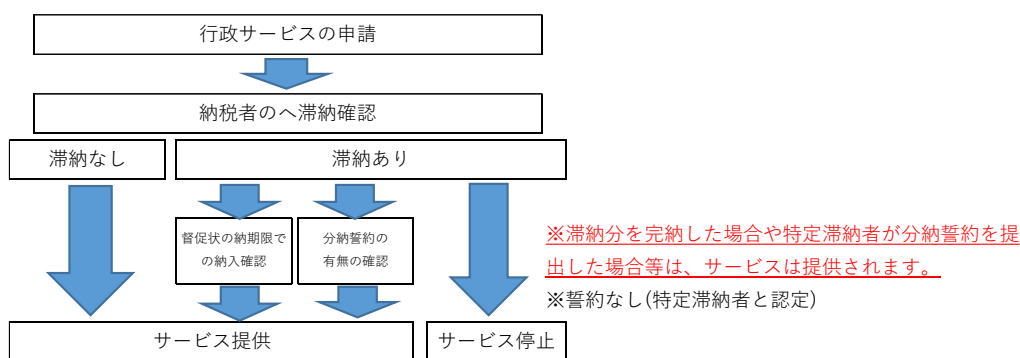 行政サービスの申請
納税者のへ滞納確認
滞納なし
滞納あり
督促状の納期限で
の納入確認
分納誓約の
有無の確認
※滞納分を完納した場合や特定滞納者が分納誓約を提
出した場合等は、サービスは提供されます。
※誓約なし(特定滞納者と認定)
サービス提供
サービス停止